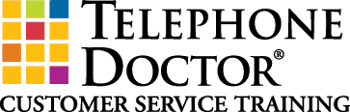 TELEPHONE
DOCTOR®
CUSTOMER SERVICE TRAINING